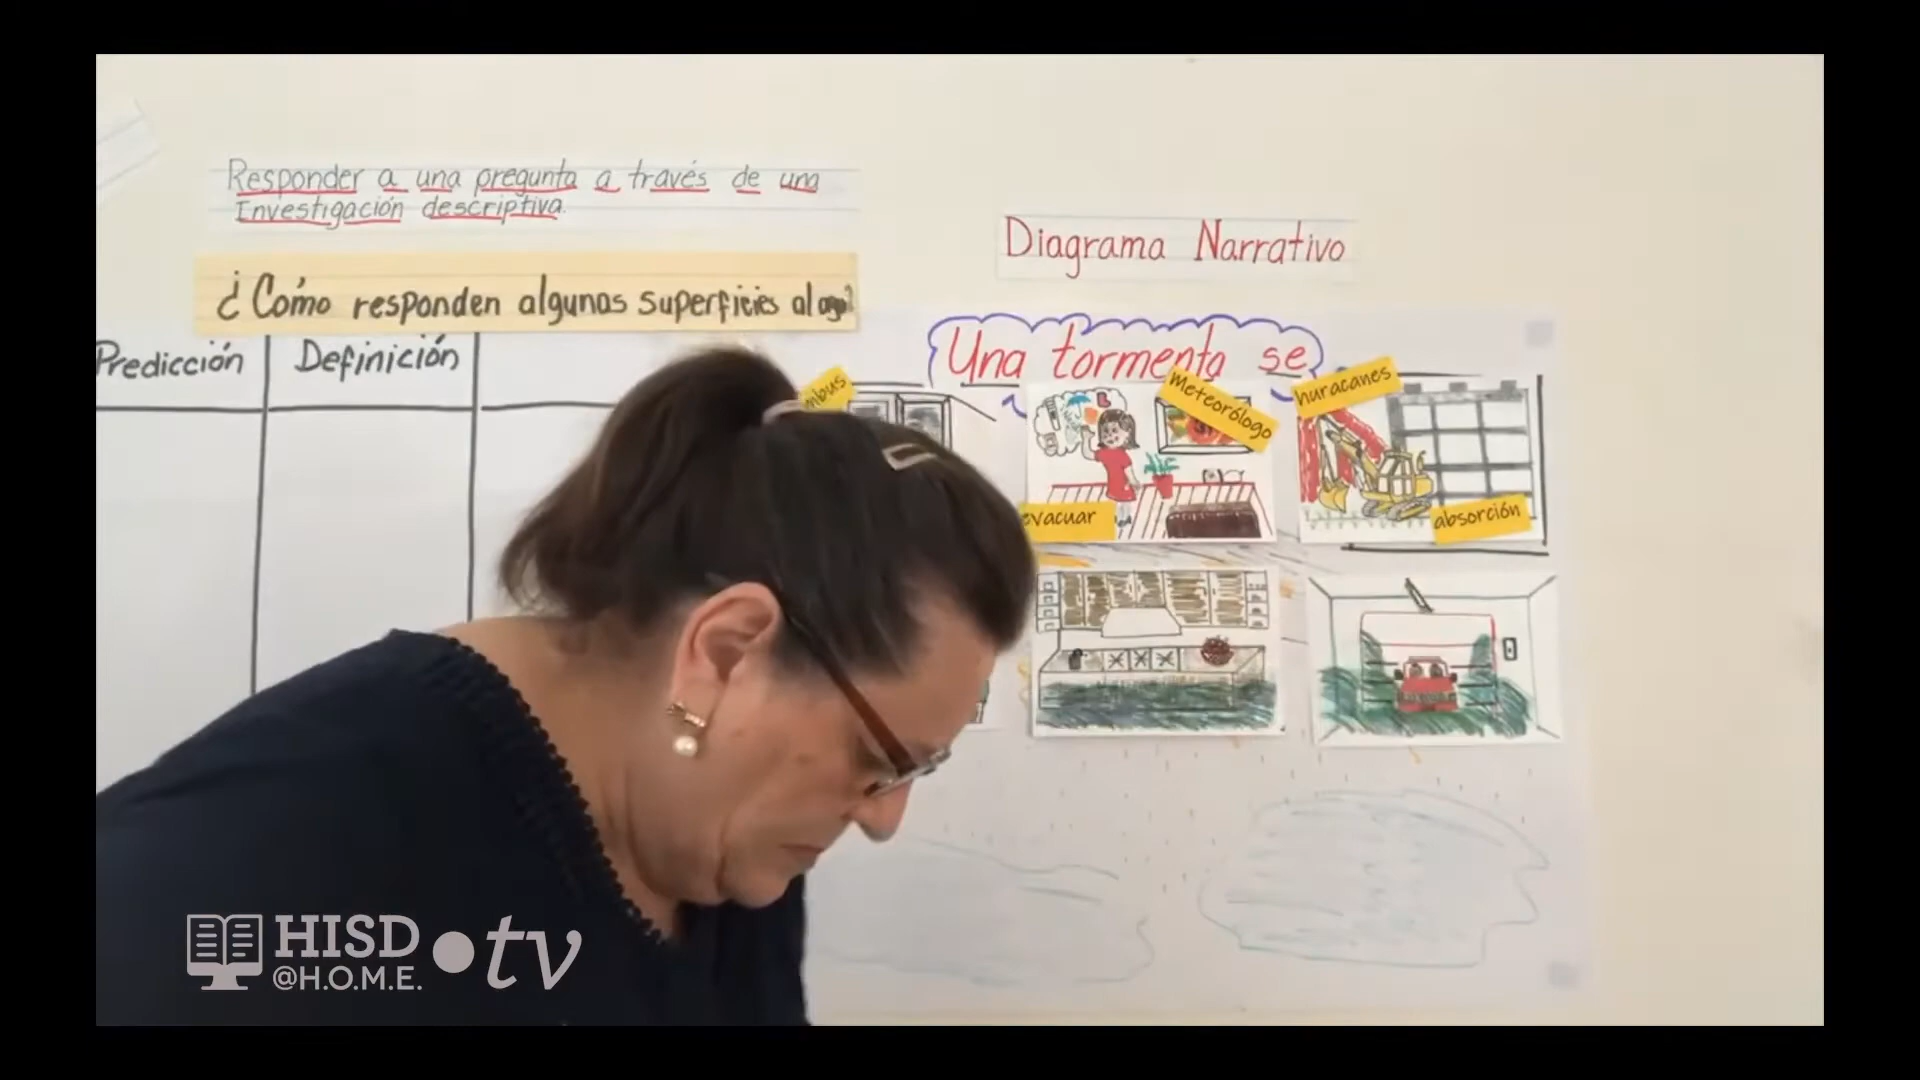 Responder a una pregunta a través de una
Investigación descriptiva.
¿Cómo responden algunas superficies al agua?
Predicción
Definición
Diagrama Narrativo
Una tormenta se
Meteorólogo
huracanes
evacuar
absorción
HISD
@H.O.M.E.
tv